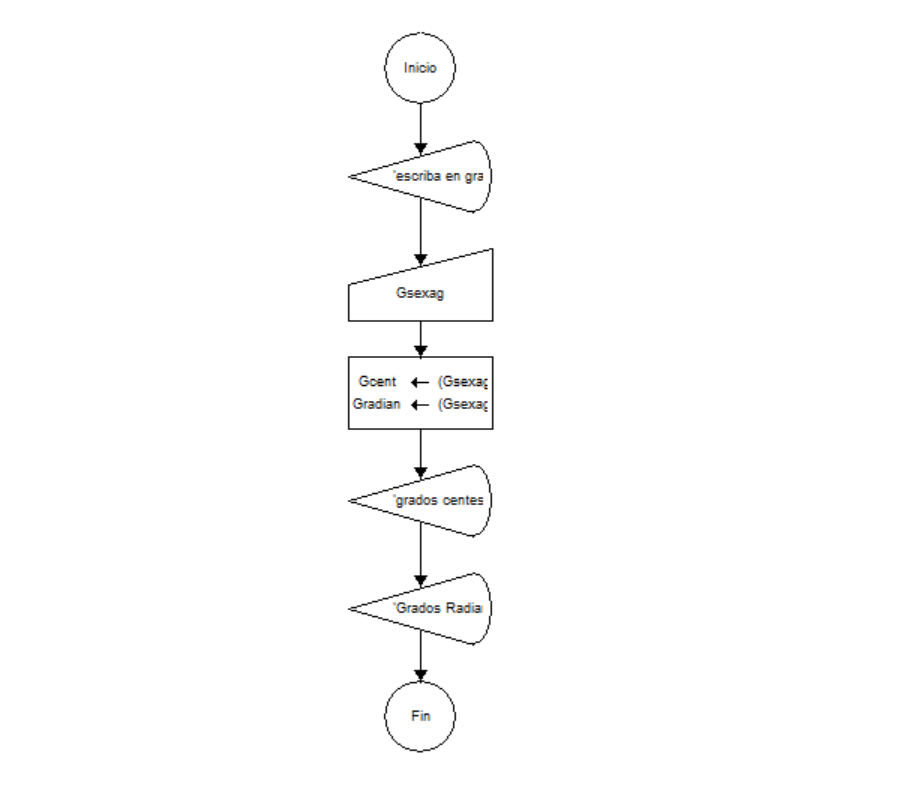 Inicio
'escriba en gra
Gsexag
Gcent ← (Gsexag
Gradian ← (Gsexag
'grados centes
'Grados Radia
Fin